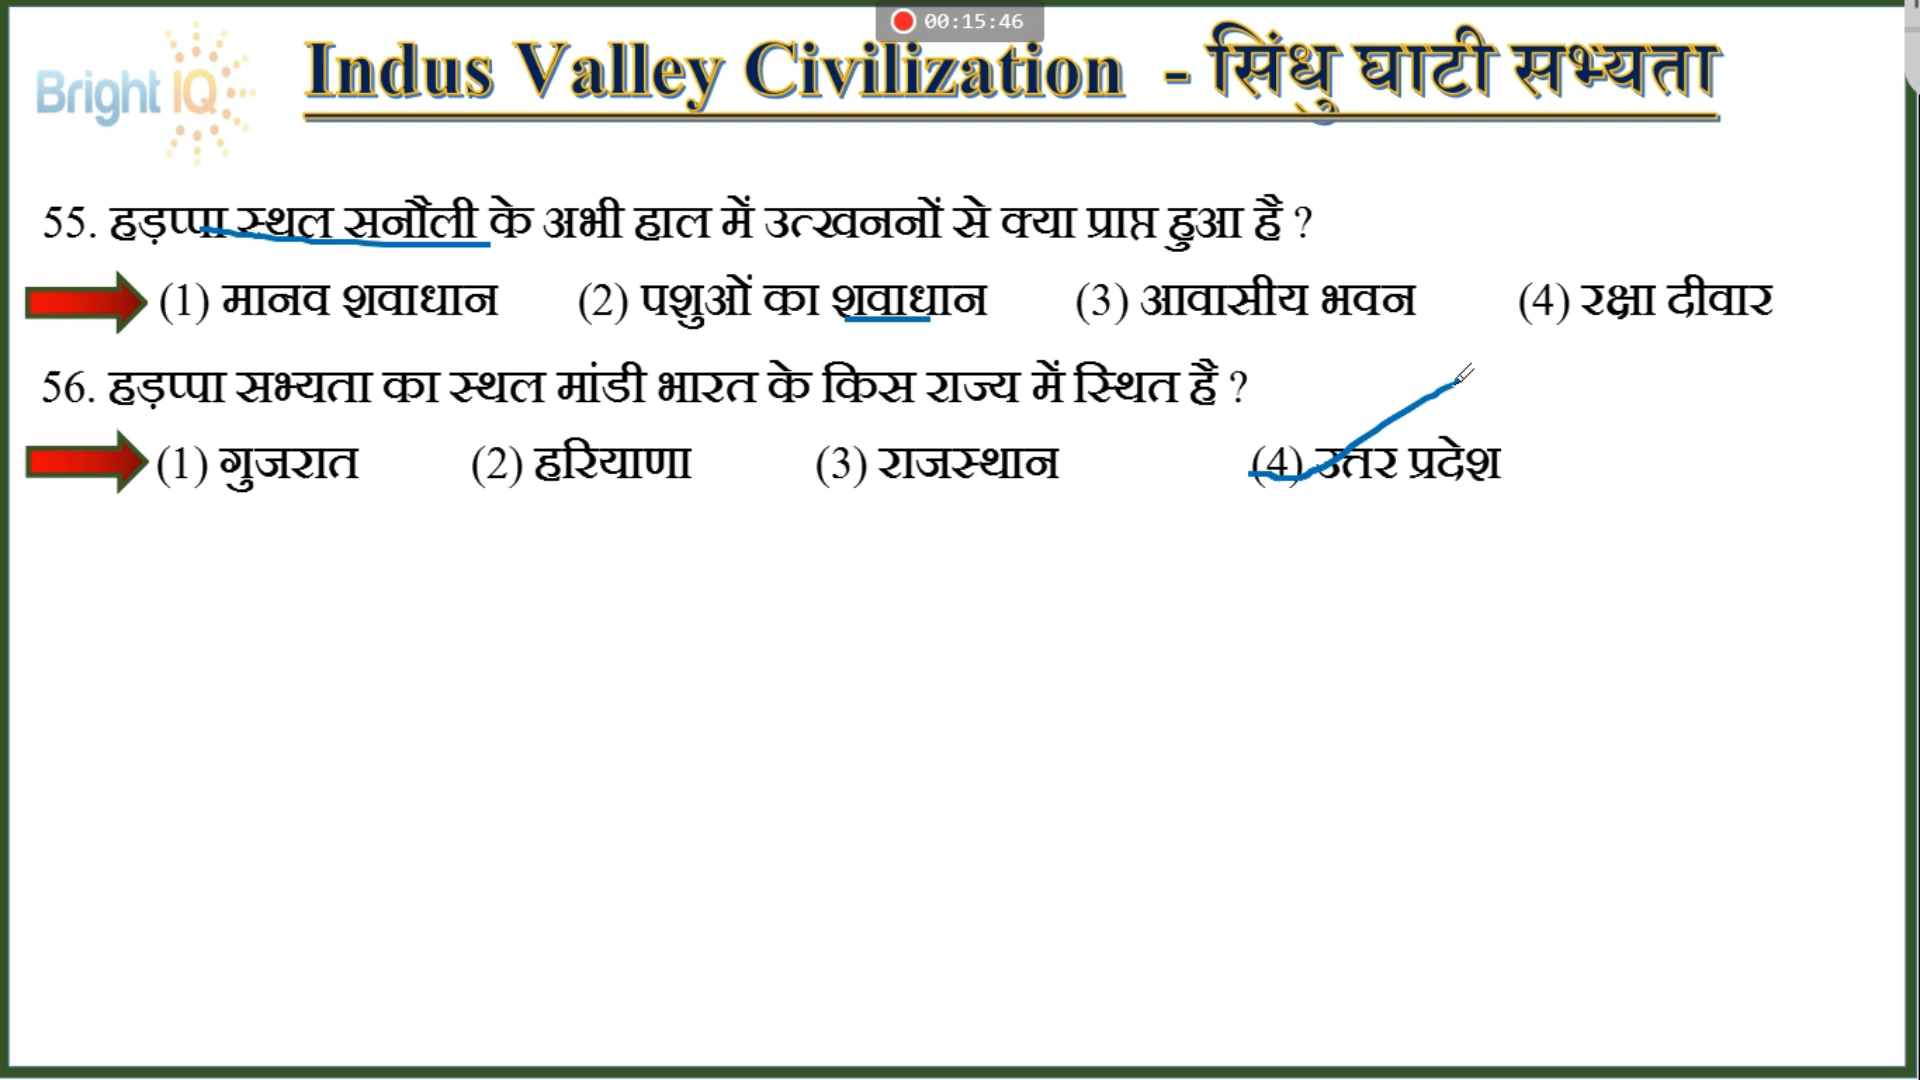 00:15:46
Bright IQ
Indus Valley Civilization - सिंधु घाटी सभ्यता
55. हड़प्पा स्थल सनौली के अभी हाल में उत्खननों से क्या प्राप्त हुआ है ?
(1) मानव शवाधान (2) पशुओं का शवाधान (3) आवासीय भवन (4) रक्षा दीवार
56. हड़प्पा सभ्यता का स्थल मांडी भारत के किस राज्य में स्थित है ?
(1) गुजरात (2) हरियाणा (3) राजस्थान (4) उत्तर प्रदेश